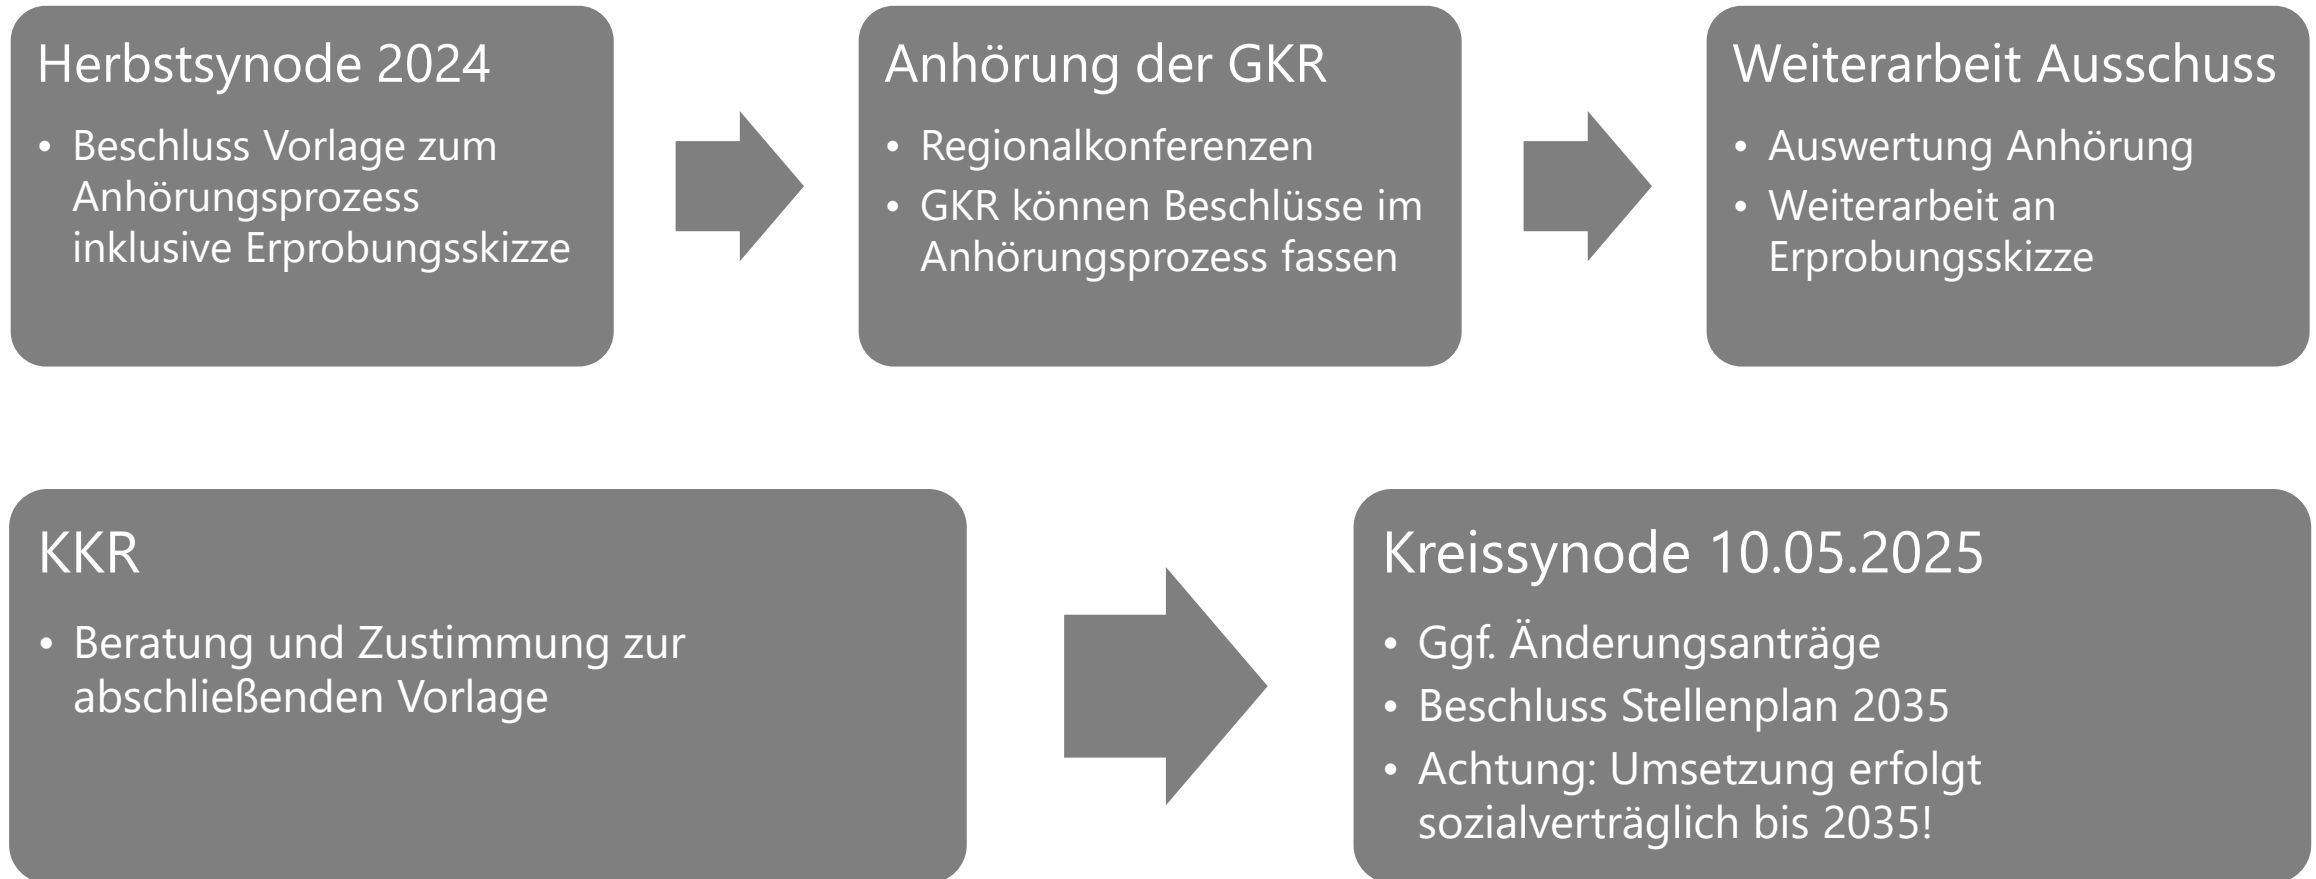 Herbstsynode 2024
• Beschluss Vorlage zum
Anhörungsprozess
inklusive Erprobungsskizze
Anhörung der GKR
• Regionalkonferenzen
• GKR können Beschlüsse im
Anhörungsprozess fassen
Weiterarbeit Ausschuss
• Auswertung Anhörung
• Weiterarbeit an
Erprobungsskizze
KKR
• Beratung und Zustimmung zur
abschließenden Vorlage
Kreissynode 10.05.2025
• Ggf. Änderungsanträge
• Beschluss Stellenplan 2035
• Achtung: Umsetzung erfolgt
sozialverträglich bis 2035!